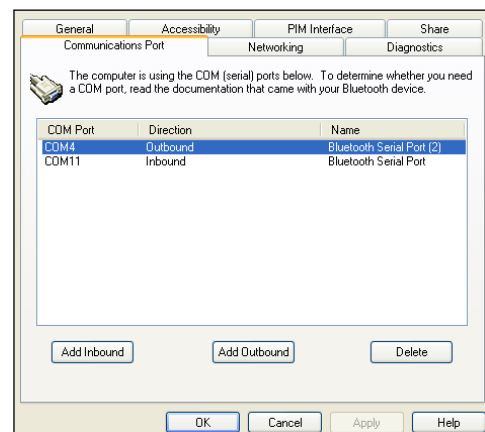 General Accessibility PIM Interface Share
Communications Port Networking Diagnostics
The computer is using the COM (serial) ports below. To determine whether you need
a COM port, read the documentation that came with your Bluetooth device.
COM Port Direction Name
COM4 Outbound Bluetooth Serial Port (2)
COM11 Inbound Bluetooth Serial Port
Add Inbound Add Outbound Delete
OK Cancel Apply Help